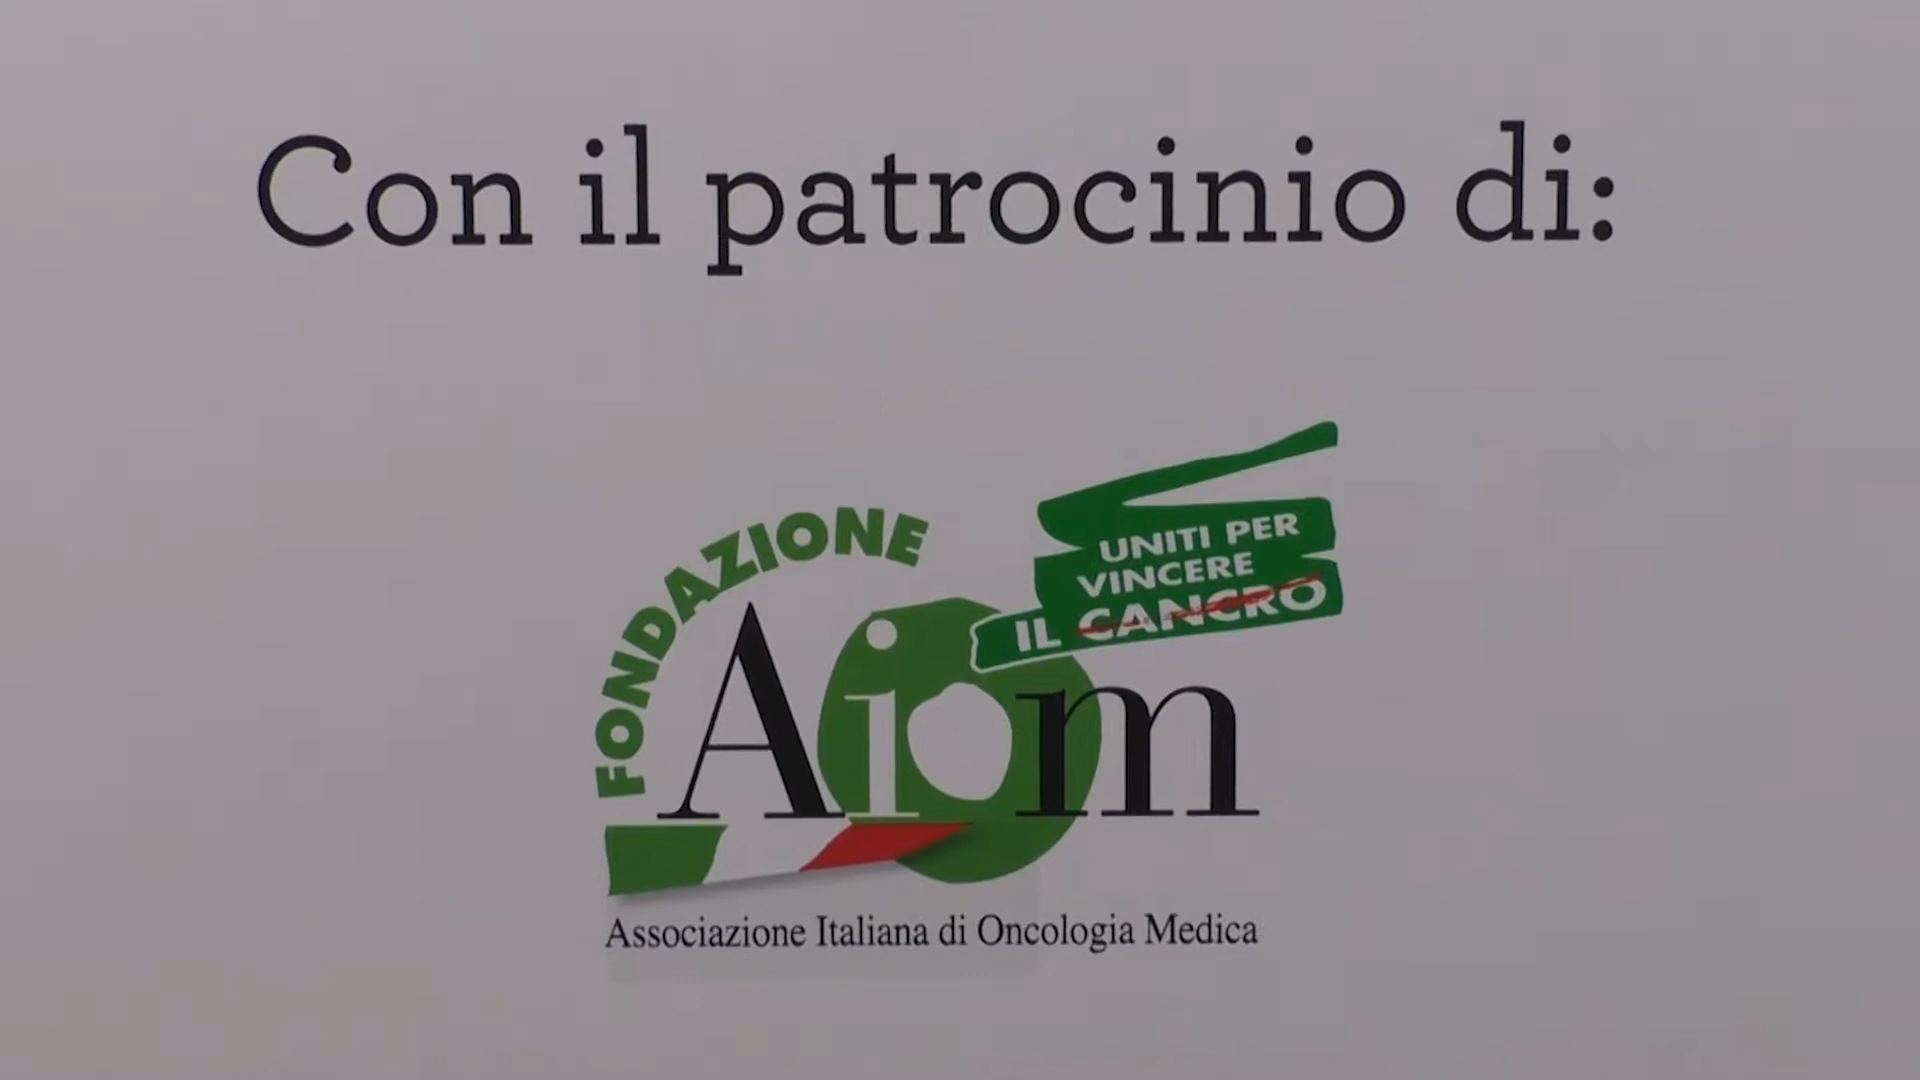 Con il patrocinio di:
FONDAZIONE
UNITI PER
VINCERE
IL CANCRO
Aiom
Associazione Italiana di Oncologia Medica